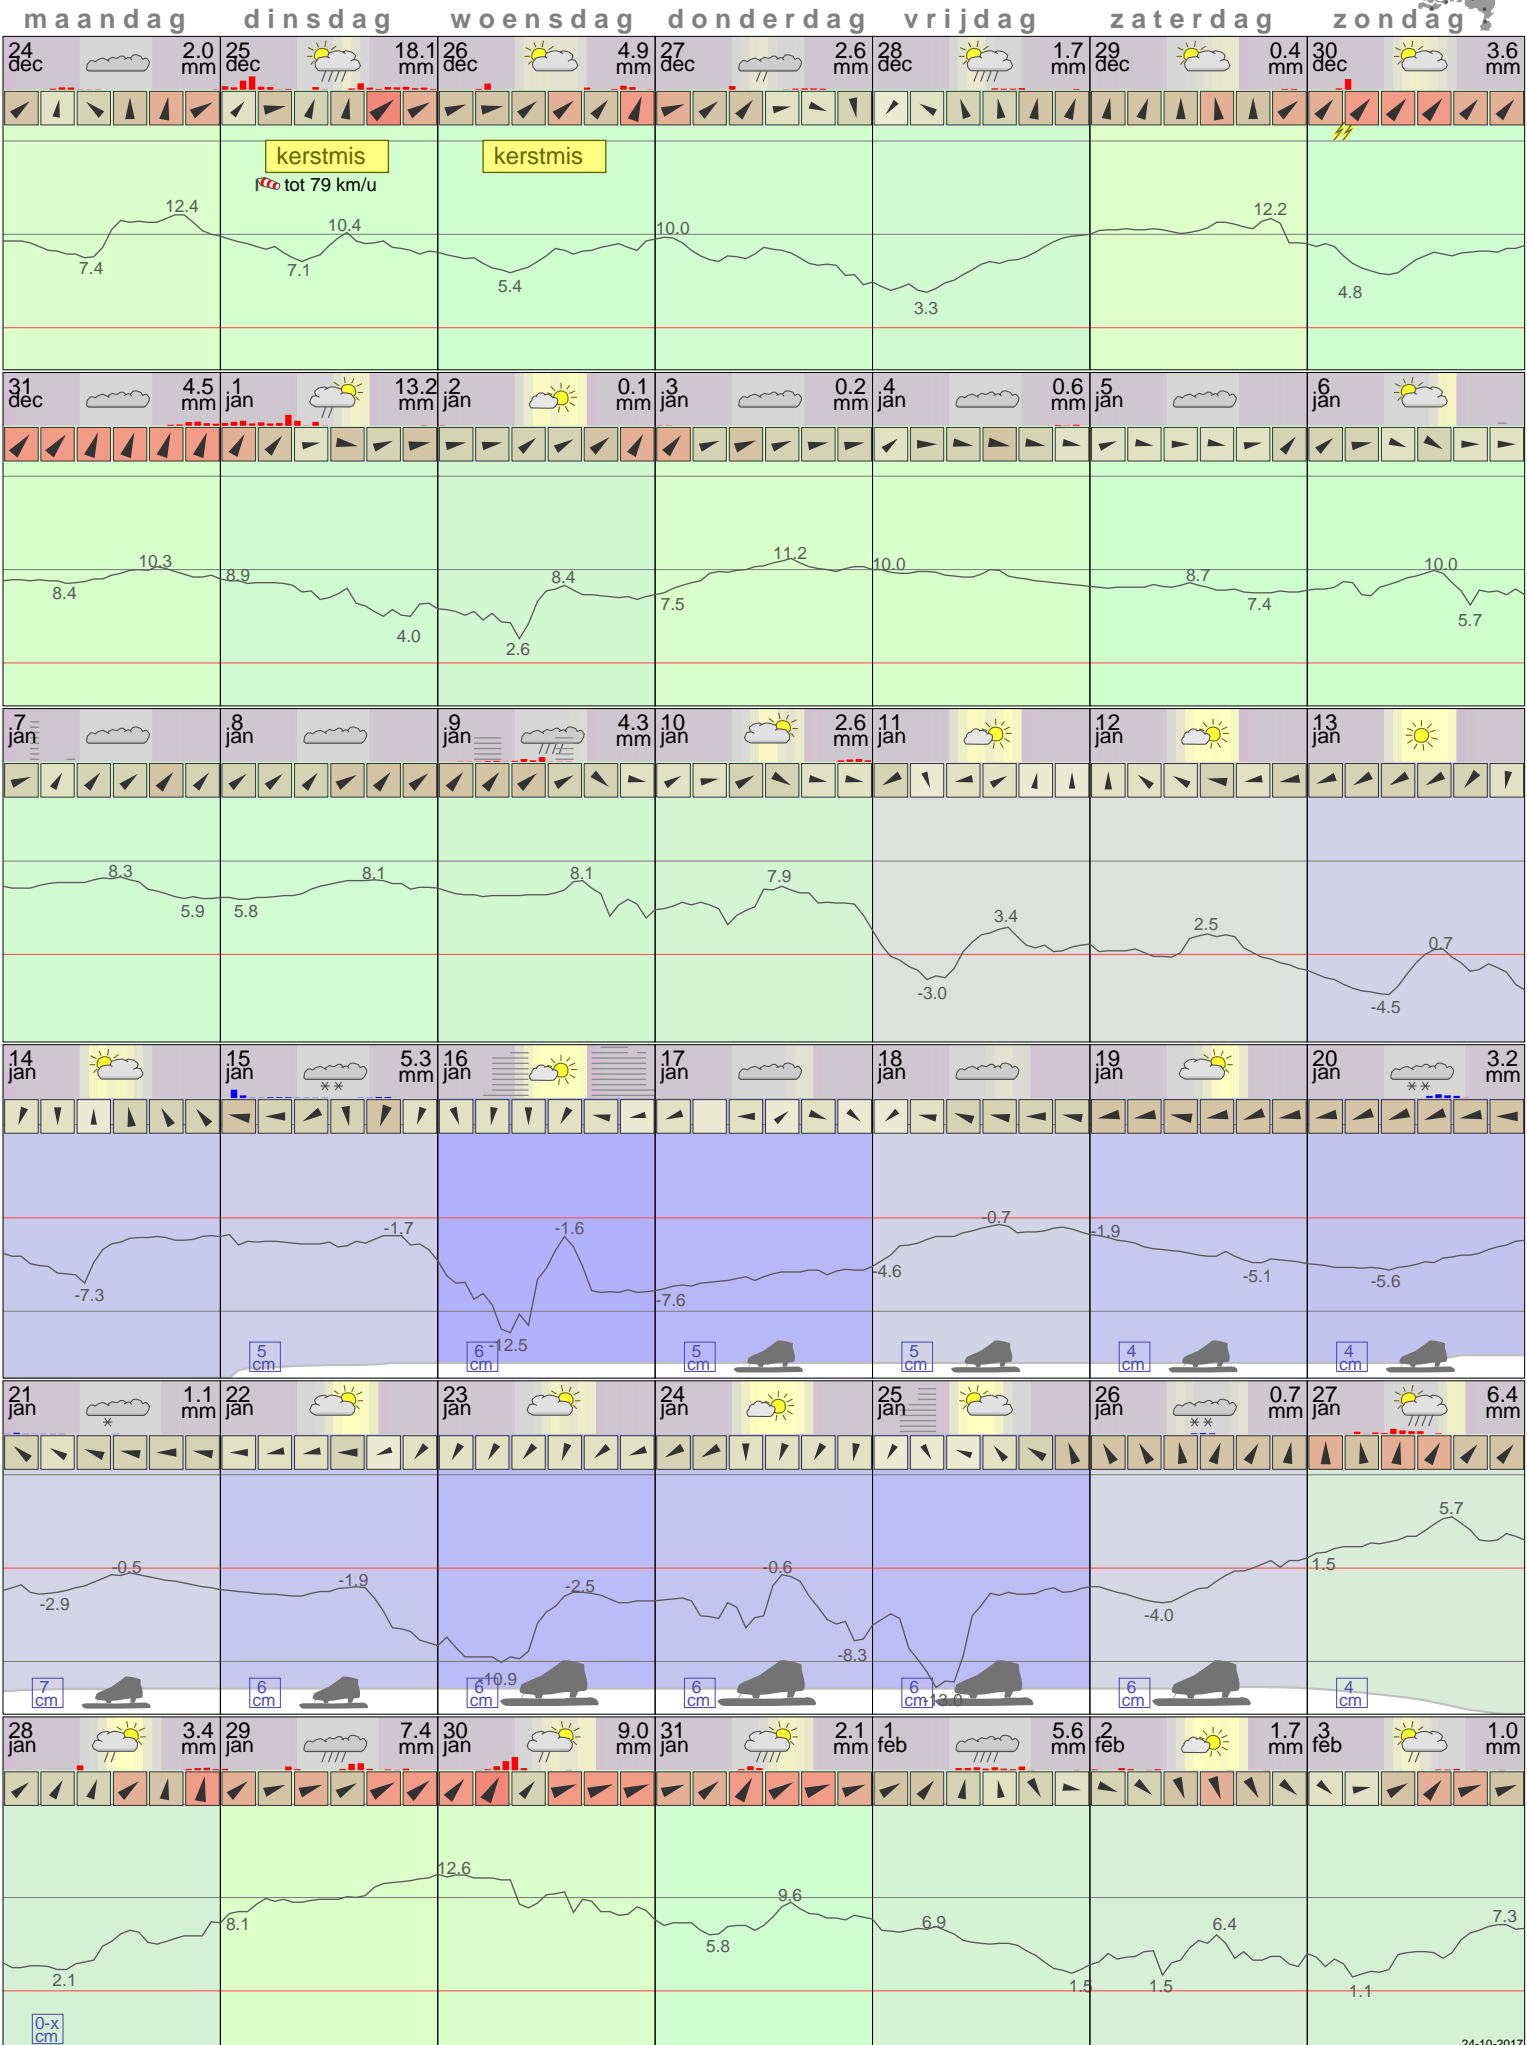 maandag dinsdag woensdag donderdag vrijdag zaterdag zondag
24 dec 2.0 mm 25 dec 18.1 mm 26 dec 4.9 mm 27 dec 2.6 mm 28 dec 1.7 mm 29 dec 0.4 mm 30 dec 3.6 mm
kerstmis kerstmis
tot 79 km/u
12.4 7.4 10.4 7.1 5.4 10.0 3.3 12.2 4.8
31 dec 4.5 mm 1 jan 13.2 mm 2 jan 0.1 mm 3 jan 0.2 mm 4 jan 0.6 mm 5 jan 6 jan
8.4 10.3 8.9 4.0 2.6 8.4 7.5 11.2 10.0 8.7 7.4 10.0 5.7
7 jan 8 jan 9 jan 4.3 mm 10 jan 2.6 mm 11 jan 12 jan 13 jan
8.3 5.9 5.8 8.1 8.1 7.9 -3.0 3.4 2.5 -4.5 0.7
14 jan 15 jan 5.3 mm 16 jan 17 jan 18 jan 19 jan 20 jan 3.2 mm
-7.3 -1.7 -12.5 -1.6 -7.6 -4.6 -0.7 -1.9 -5.1 -5.6
5 cm 6 cm 5 cm 5 cm 4 cm 4 cm
21 jan 1.1 mm 22 jan 23 jan 24 jan 25 jan 26 jan 0.7 mm 27 jan 6.4 mm
-2.9 -0.5 -1.9 -10.9 -2.5 -0.6 -8.3 -13.0 -4.0 1.5 5.7
7 cm 6 cm 6 cm 6 cm 6 cm 6 cm 4 cm
28 jan 3.4 mm 29 jan 7.4 mm 30 jan 9.0 mm 31 jan 2.1 mm 1 feb 5.6 mm 2 feb 1.7 mm 3 feb 1.0 mm
2.1 8.1 12.6 5.8 9.6 6.9 1.5 1.5 6.4 1.1 7.3
0-x cm
24-10-2017